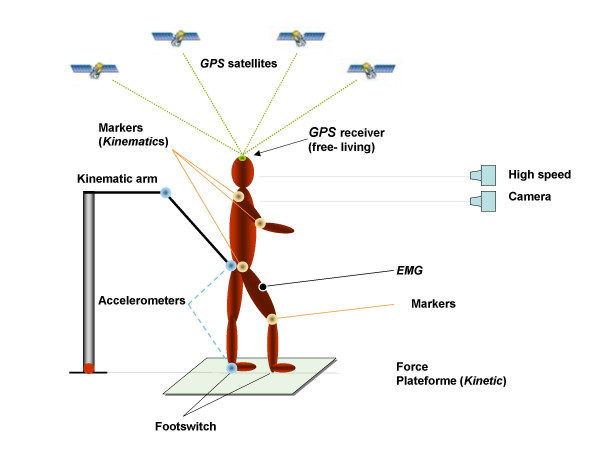 GPS satellites
Markers
(Kinematics)
GPS receiver
(free- living)
Kinematic arm
High speed
Camera
EMG
Accelerometers
Markers
Force
Plateforme (Kinetic)
Footswitch